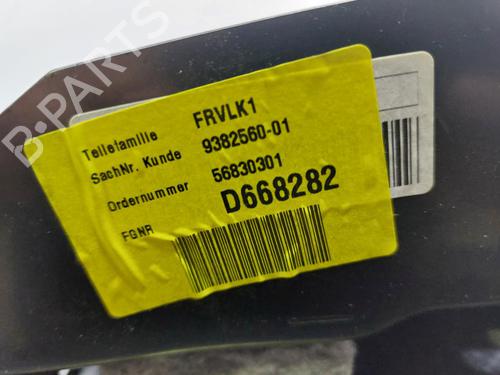 B-PARTS
Teilefamilie FRVLK1
SachNr. Kunde 9382560-01
Ordernummer 56830301
FGNR D668282